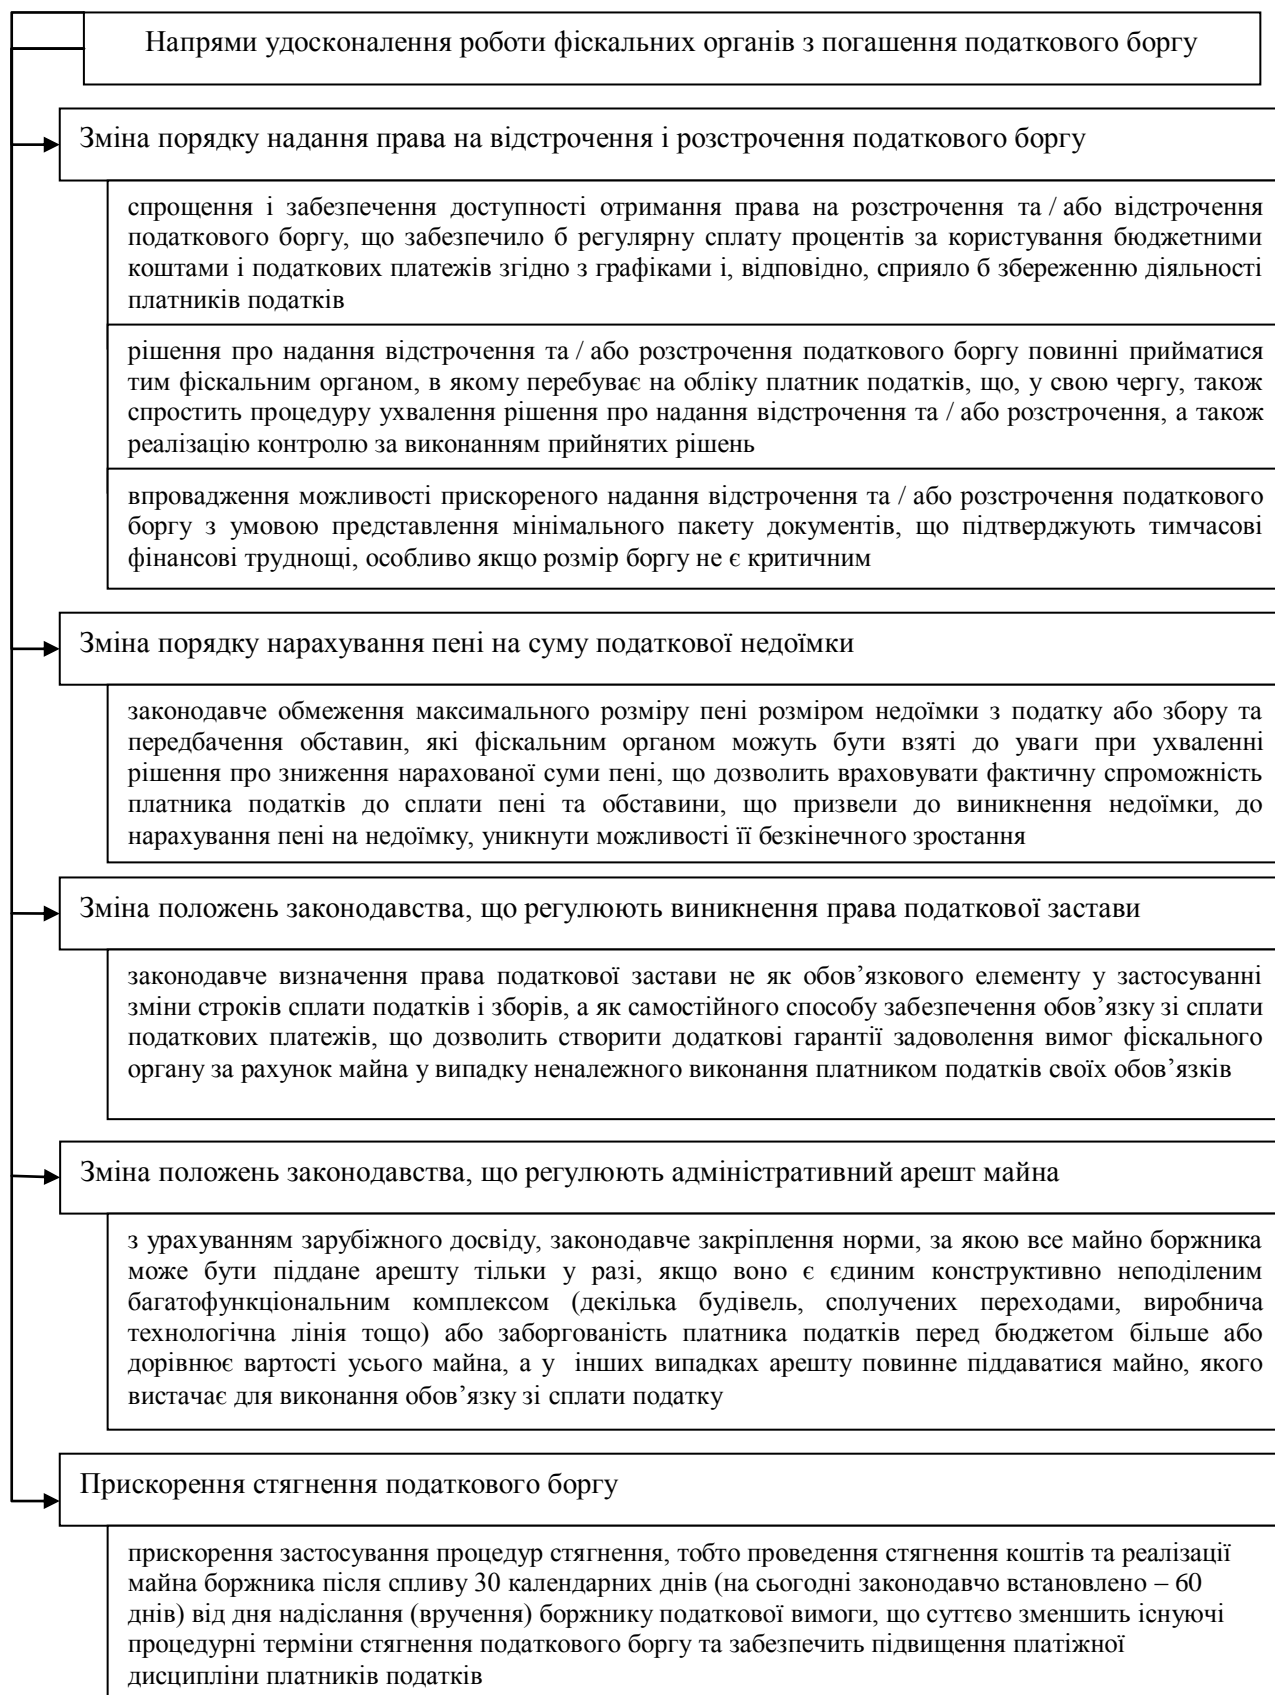 Напрями удосконалення роботи фіскальних органів з погашення податкового боргу
Зміна порядку надання права на відстрочення і розстрочення податкового боргу
спрощення і забезпечення доступності отримання права на розстрочення та / або відстрочення
податкового боргу, що забезпечило б регулярну сплату процентів за користування бюджетними
коштами і податкових платежів згідно з графіками і, відповідно, сприяло б збереженню діяльності
платників податків
рішення про надання відстрочення та / або розстрочення податкового боргу повинні прийматися
тим фіскальним органом, в якому перебуває на обліку платник податків, що, у свою чергу, також
спростить процедуру ухвалення рішення про надання відстрочення та / або розстрочення, а також
реалізацію контролю за виконанням прийнятих рішень
впровадження можливості прискореного надання відстрочення та / або розстрочення податкового
боргу з умовою представлення мінімального пакету документів, що підтверджують тимчасові
фінансові труднощі, особливо якщо розмір боргу не є критичним
Зміна порядку нарахування пені на суму податкової недоїмки
законодавче обмеження максимального розміру пені розміром недоїмки з податку або збору та
передбачення обставин, які фіскальним органом можуть бути взяті до уваги при ухваленні
рішення про зниження нарахованої суми пені, що дозволить враховувати фактичну спроможність
платника податків до сплати пені та обставини, що призвели до виникнення недоїмки, до
нарахування пені на недоїмку, уникнути можливості її безкінечного зростання
Зміна положень законодавства, що регулюють виникнення права податкової застави
законодавче визначення права податкової застави не як обов’язкового елементу у застосуванні
зміни строків сплати податків і зборів, а як самостійного способу забезпечення обов’язку зі сплати
податкових платежів, що дозволить створити додаткові гарантії задоволення вимог фіскального
органу за рахунок майна у випадку неналежного виконання платником податків своїх обов’язків
Зміна положень законодавства, що регулюють адміністративний арешт майна
з урахуванням зарубіжного досвіду, законодавче закріплення норми, за якою все майно боржника
може бути піддане арешту тільки у разі, якщо воно є єдиним конструктивно неподіленим
багатофункціональним комплексом (декілька будівель, сполучених переходами, виробнича
технологічна лінія тощо) або заборгованість платника податків перед бюджетом більше або
дорівнює вартості усього майна, а у інших випадках арешту повинне піддаватися майно, якого
вистачає для виконання обов’язку зі сплати податку
Прискорення стягнення податкового боргу
прискорення застосування процедур стягнення, тобто проведення стягнення коштів та реалізації
майна боржника після спливу 30 календарних днів (на сьогодні законодавчо встановлено – 60
днів) від дня надіслання (вручення) боржнику податкової вимоги, що суттєво зменшить існуючі
процедурні терміни стягнення податкового боргу та забезпечить підвищення платіжної
дисципліни платників податків